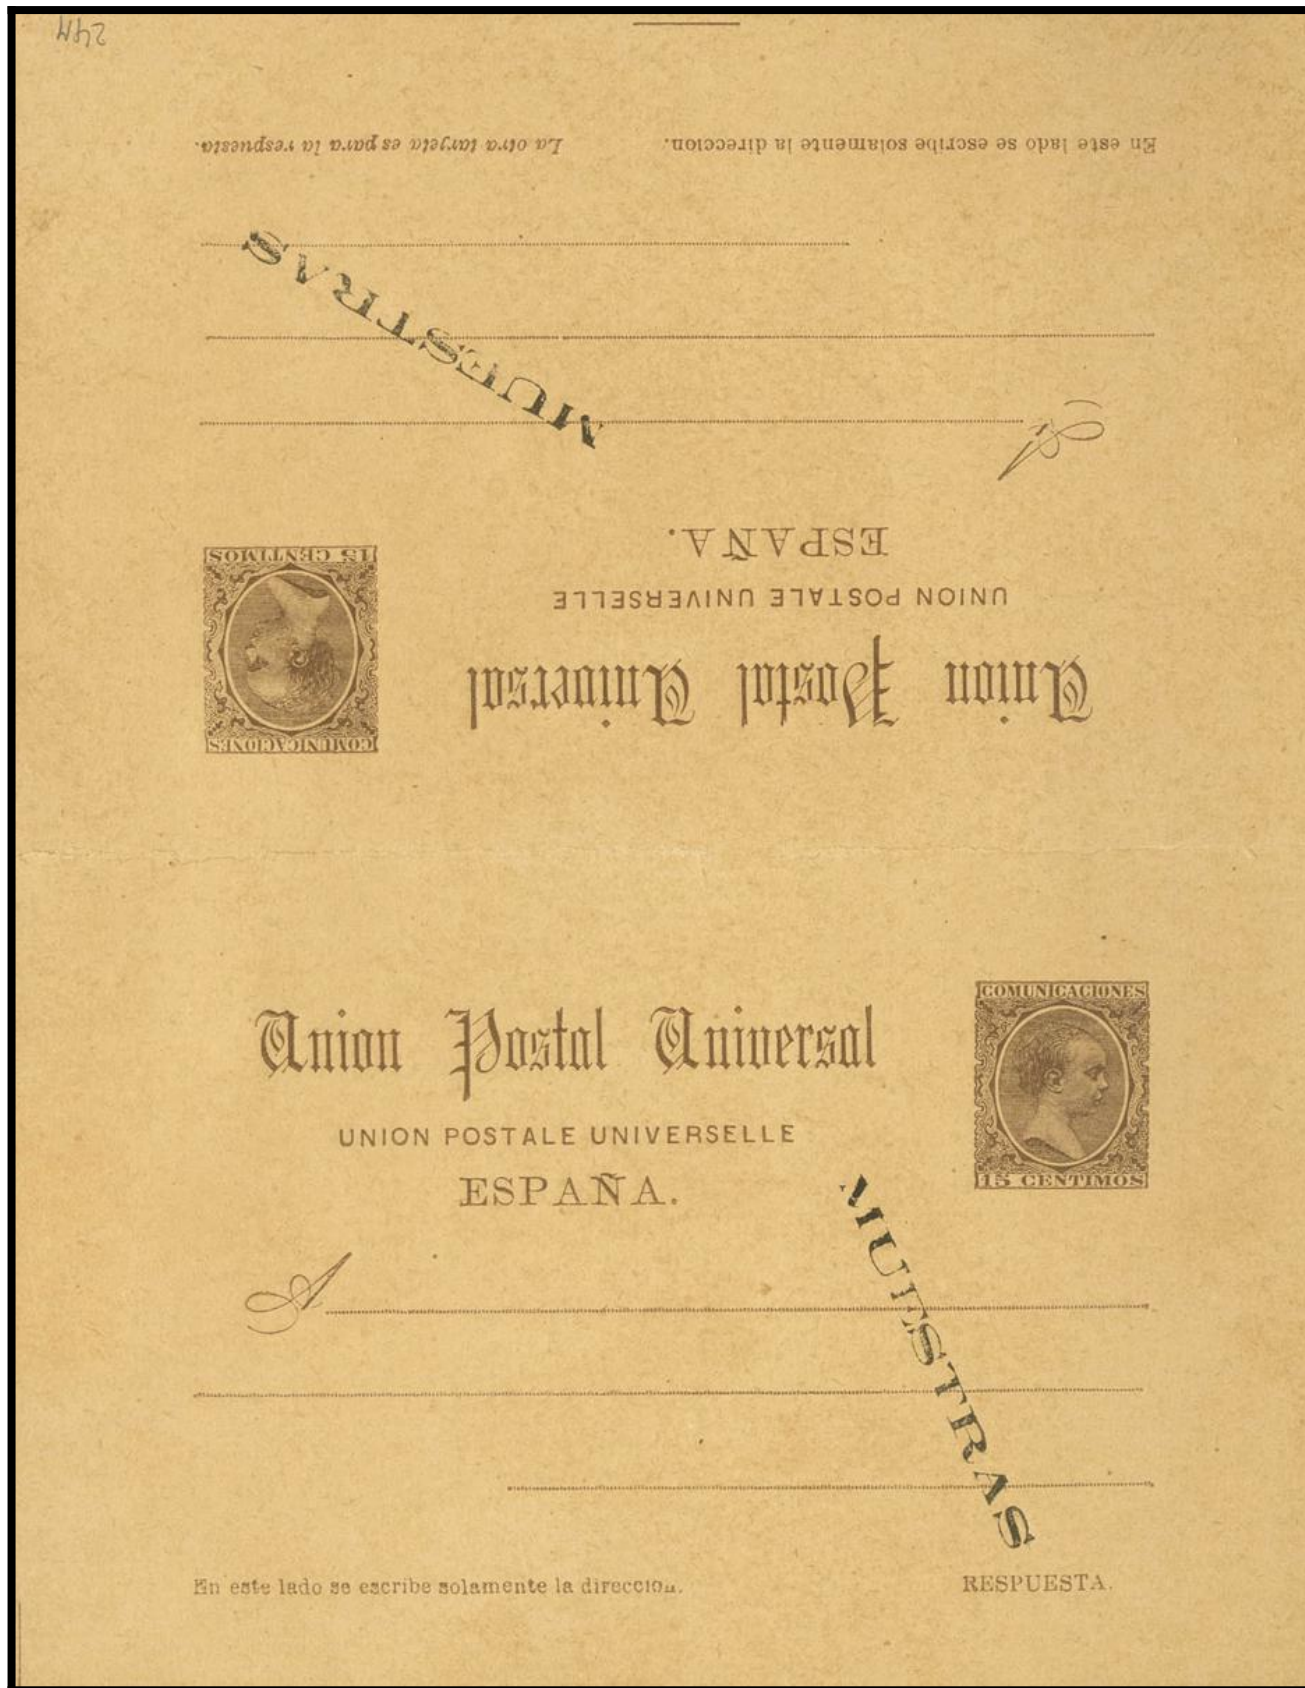 244
En este lado se escribe solamente la direccion. La otra tarjeta es para la respuesta.
MUESTRAS
A
ESPAÑA.
UNION POSTALE UNIVERSELLE
Union Postal Universal
15 CENTIMOS
COMUNICACIONES
Union Postal Universal
UNION POSTALE UNIVERSELLE
ESPAÑA.
COMUNICACIONES
15 CENTIMOS
A
MUESTRAS
En este lado se escribe solamente la direccion.
RESPUESTA.